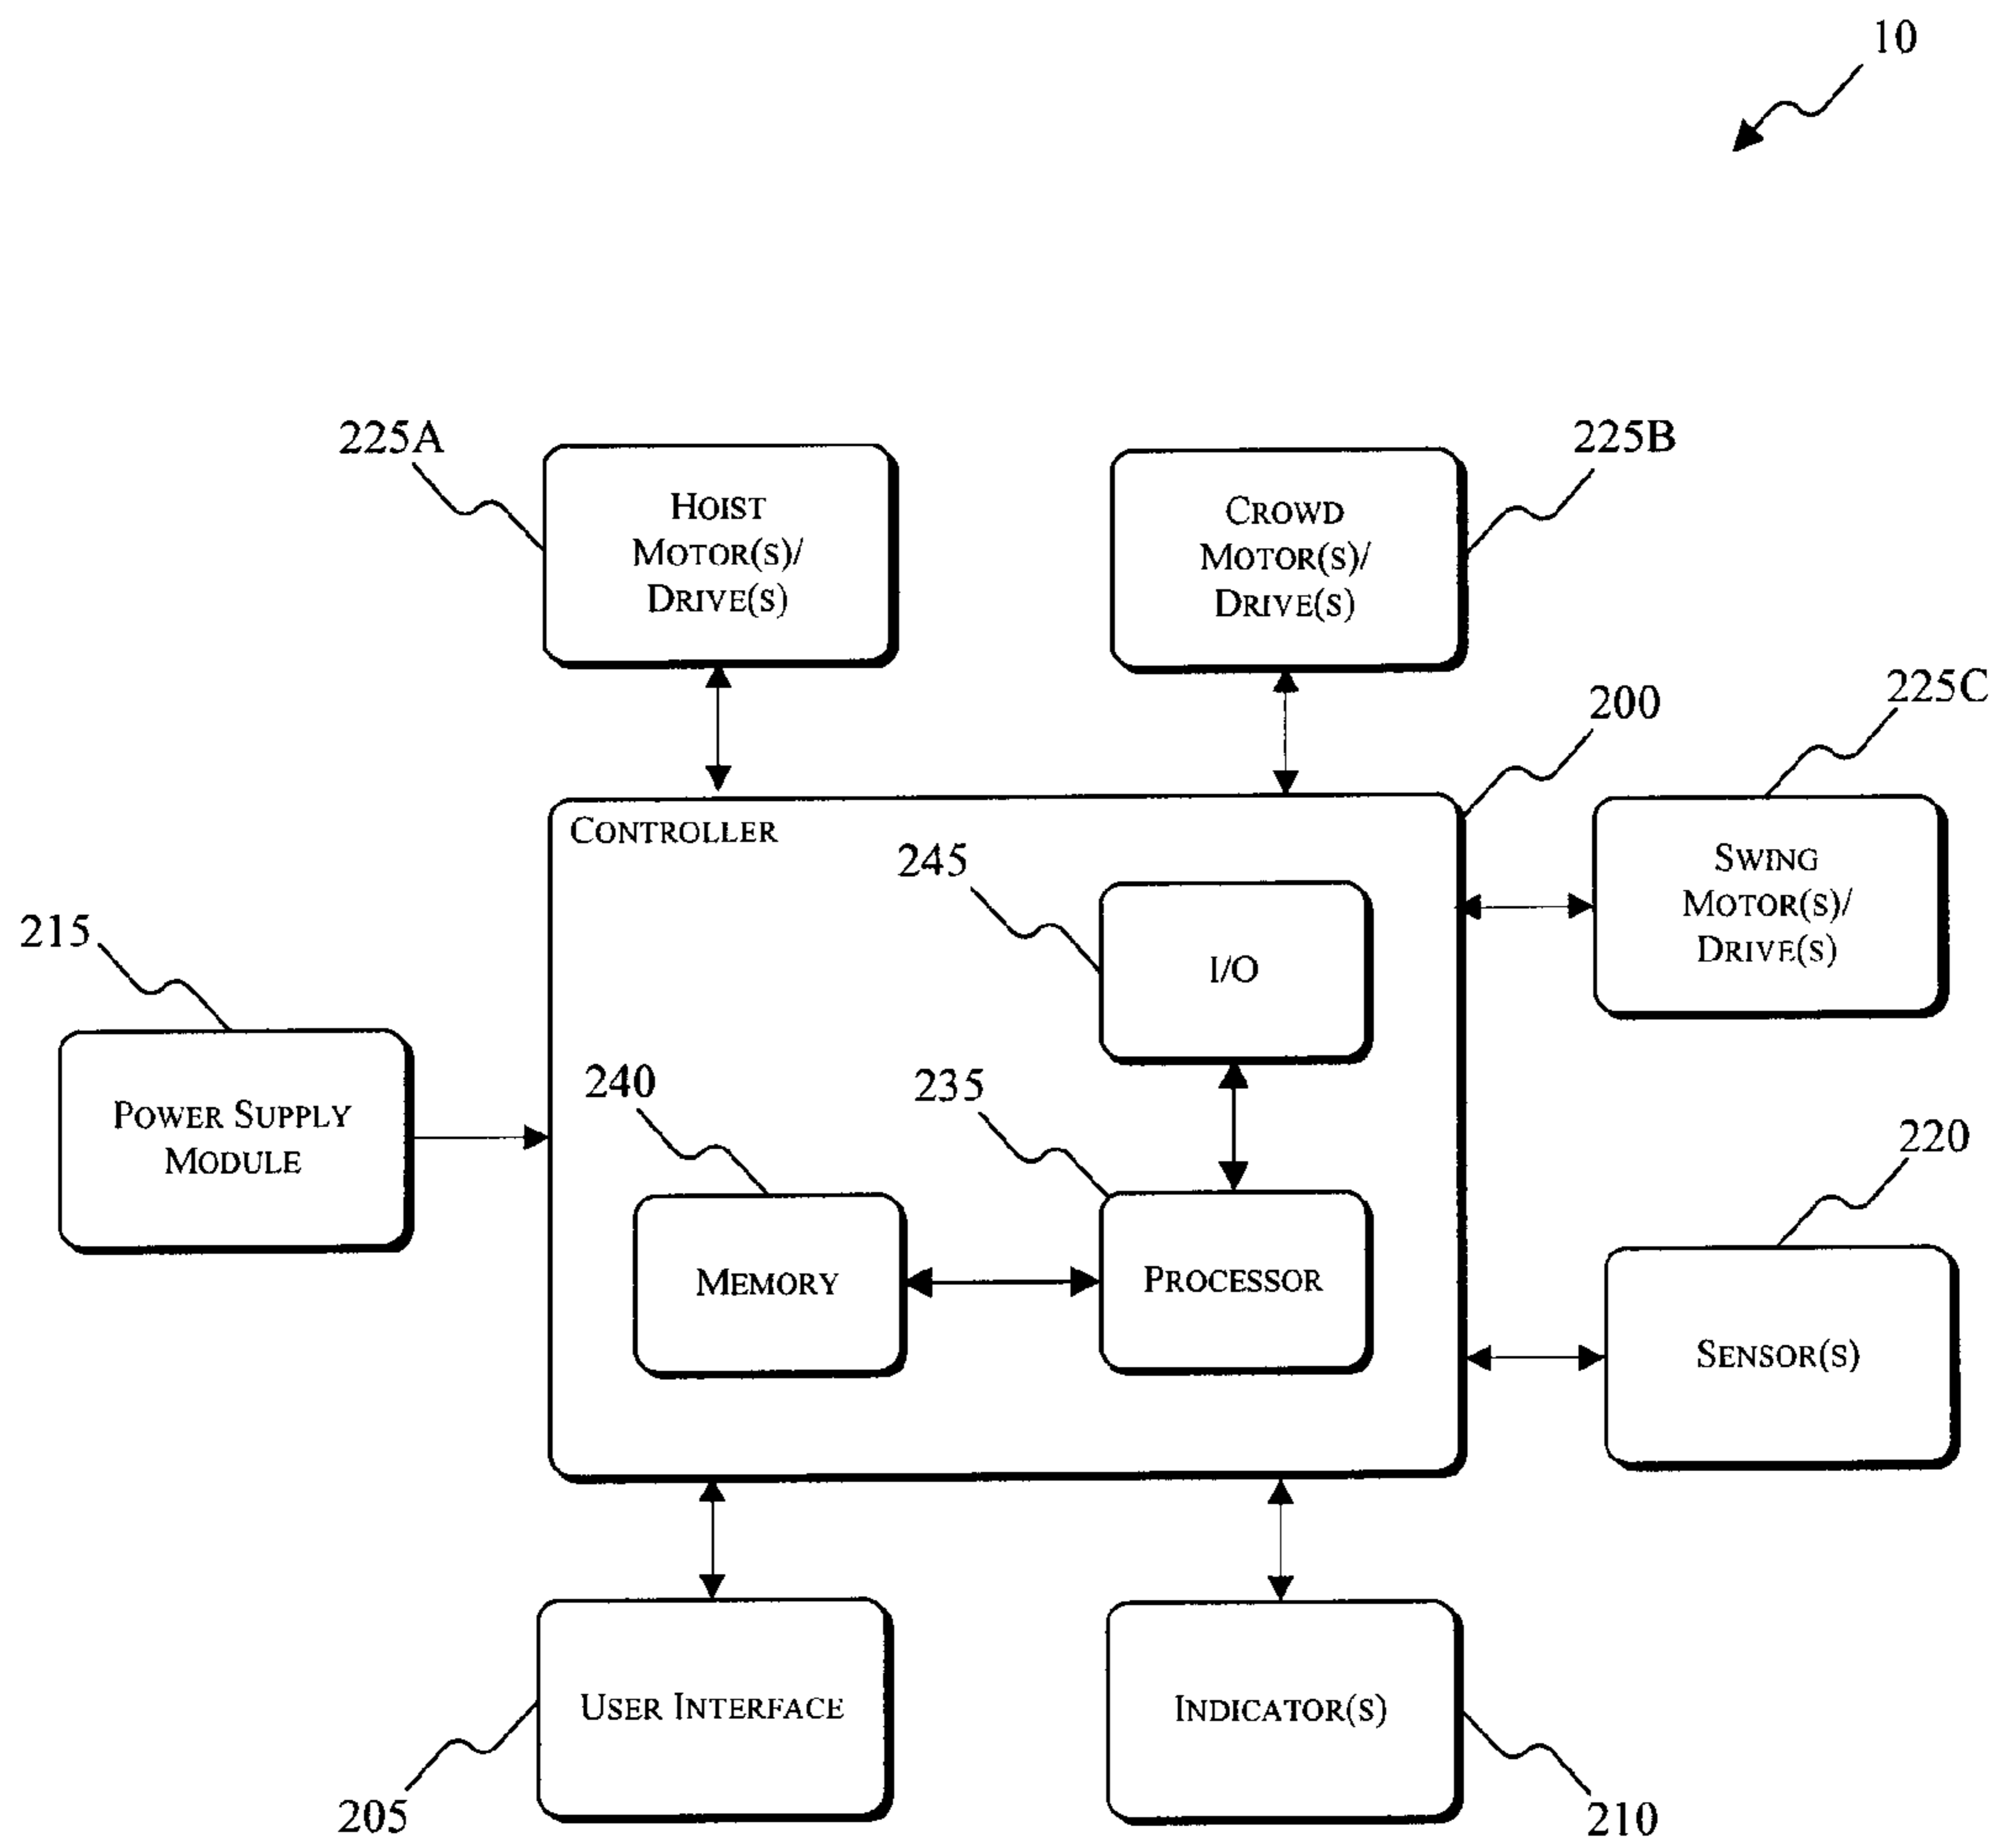 10
225A
HOIST
MOTOR(S)/
DRIVE(S)
CROWD
MOTOR(S)/
DRIVE(S)
225B
200
225C
CONTROLLER
245
I/O
SWING
MOTOR(S)/
DRIVE(S)
215
POWER SUPPLY
MODULE
240
235
MEMORY
PROCESSOR
220
SENSOR(S)
USER INTERFACE
INDICATOR(S)
205
210